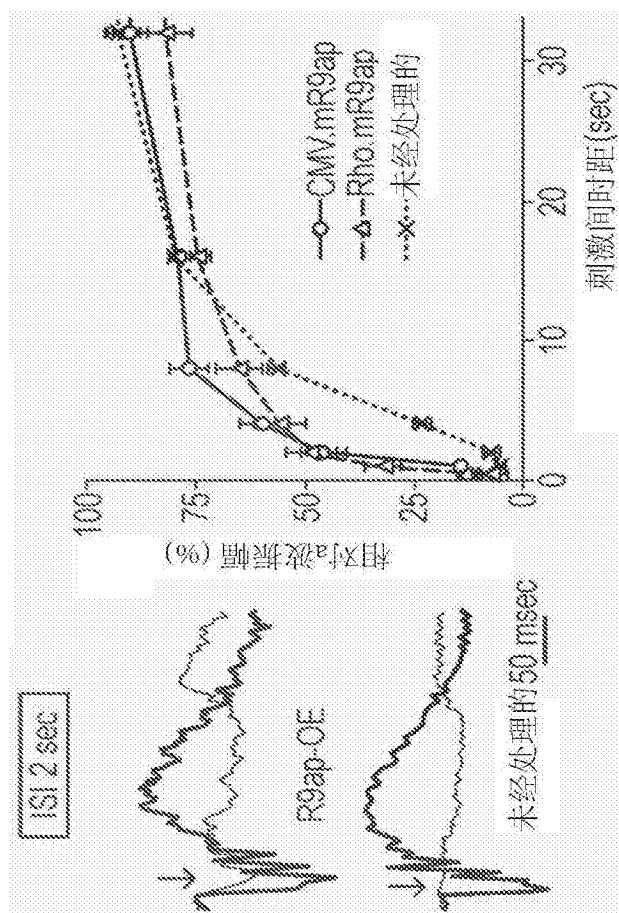 ISI 2 sec
R9ap-OE
未经处理的 50 msec
相对a波振幅 (%)
100
75
50
25
0
CMV.mR9ap
Rho.mR9ap
未经处理的
0
10
20
30
刺激间时距(sec)